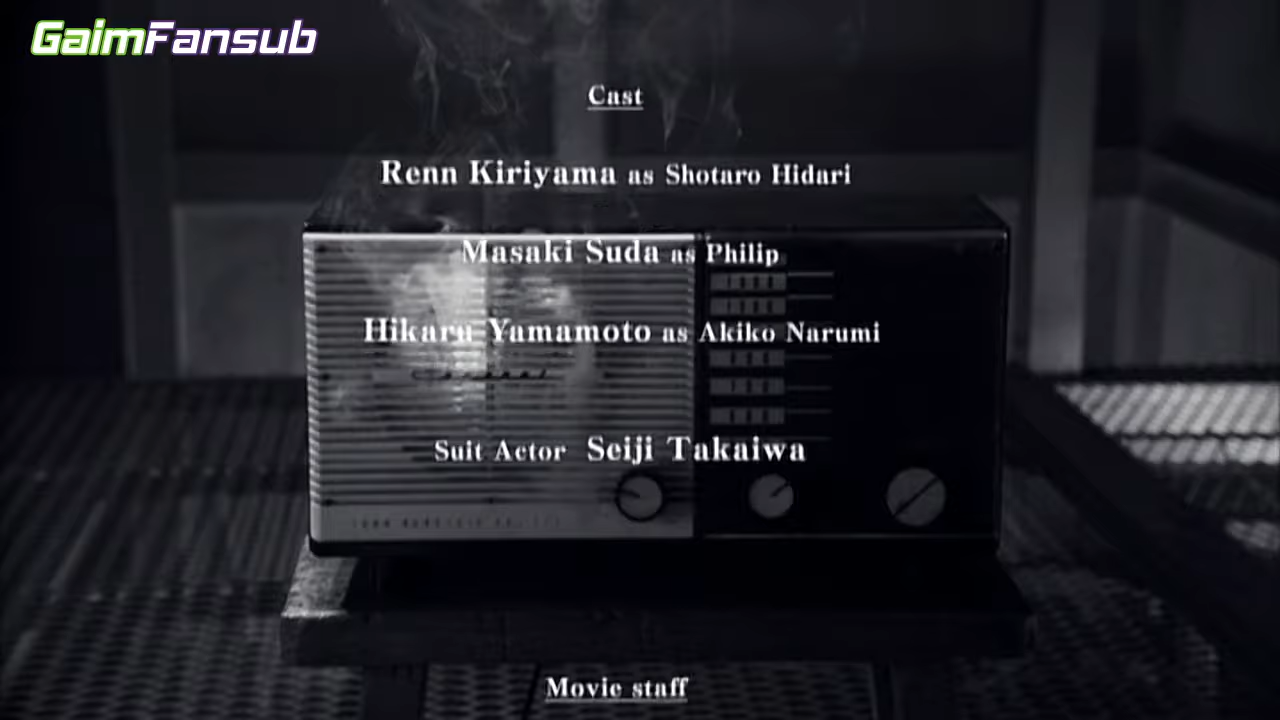 GaimFansub
Cast
Renn Kiriyama as Shotaro Hidari
Masaki Suda as Philip
Hikaru Yamamoto as Akiko Narumi
Suit Actor Seiji Takaiwa
Movie staff